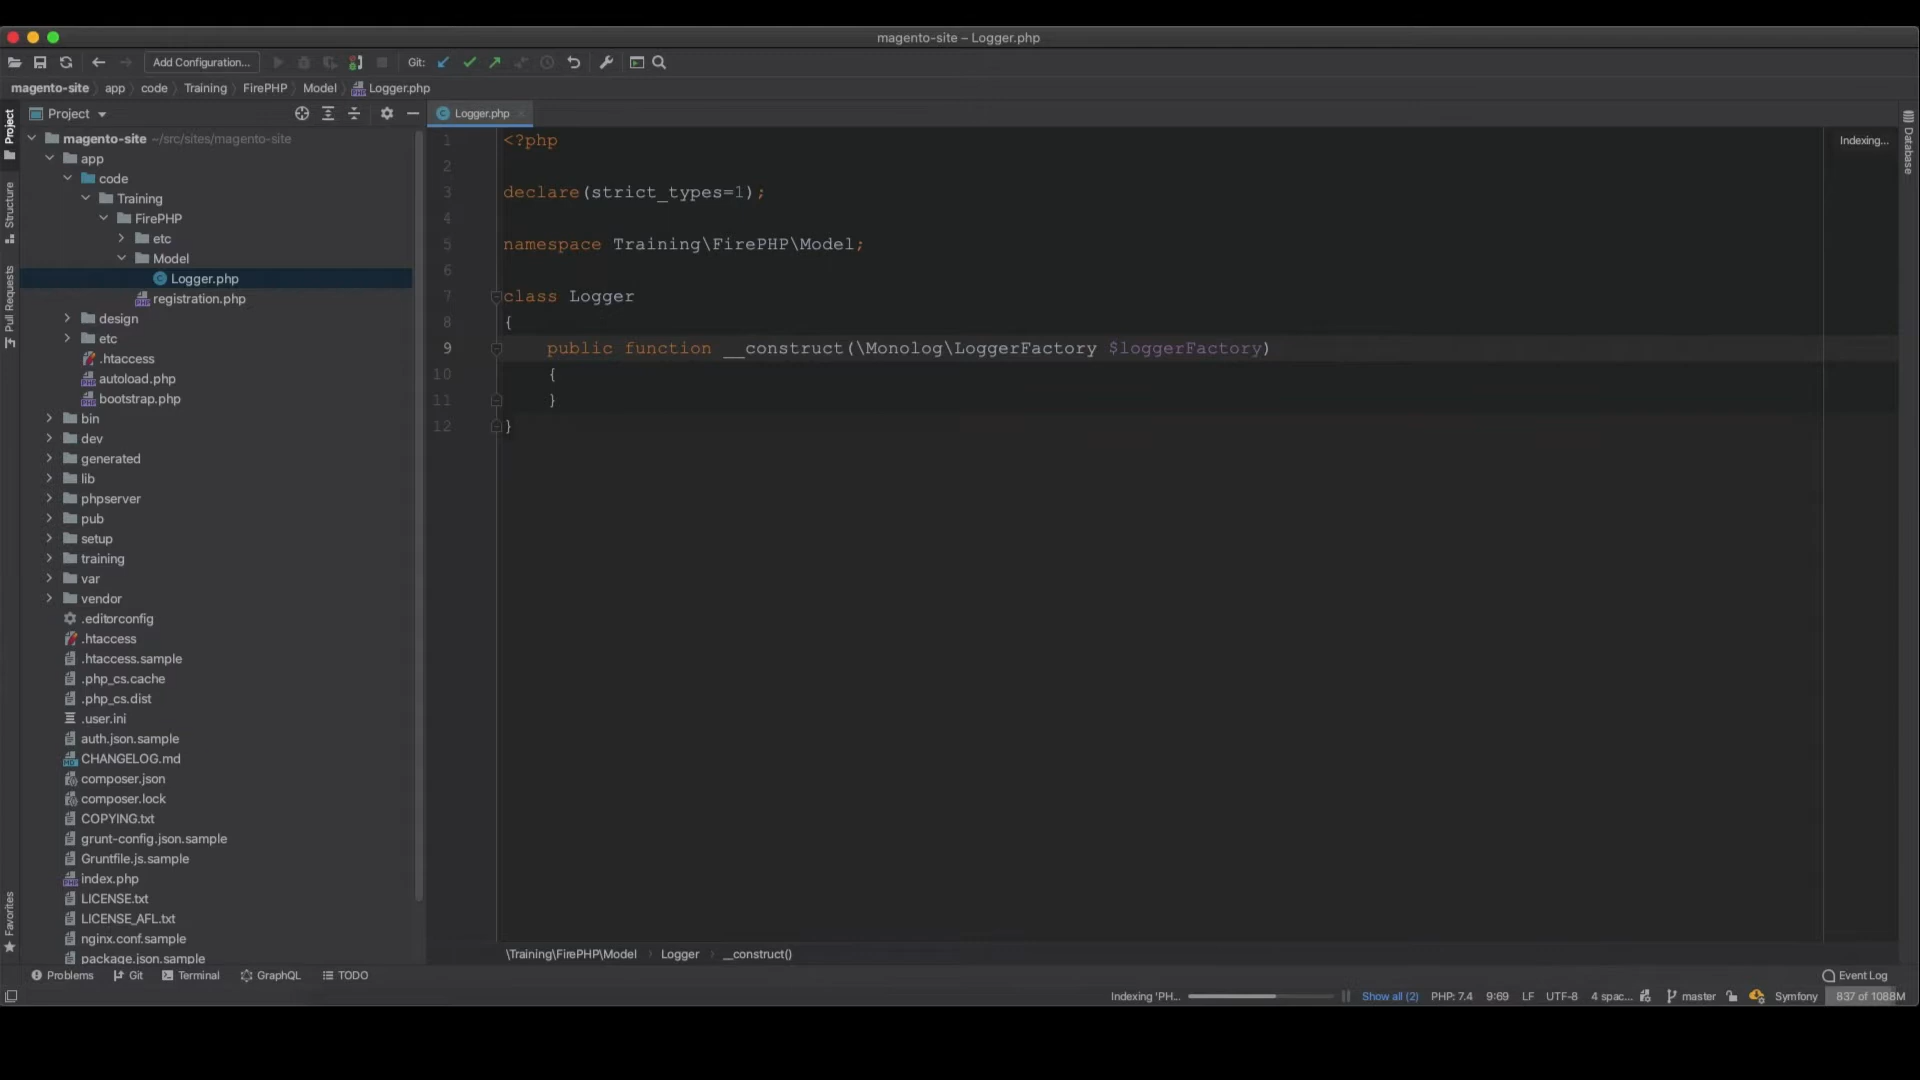 magento-site – Logger.php
Add Configuration... Git:
magento-site app code Training FirePHP Model Logger.php
Project
Project
Logger.php
magento-site ~/src/sites/magento-site
app
code
Training
FirePHP
etc
Model
Logger.php
registration.php
design
etc
.htaccess
autoload.php
bootstrap.php
bin
dev
generated
lib
phpserver
pub
setup
training
var
vendor
.editorconfig
.htaccess
.htaccess.sample
.php_cs.cache
.php_cs.dist
.user.ini
auth.json.sample
CHANGELOG.md
composer.json
composer.lock
COPYING.txt
grunt-config.json.sample
Gruntfile.js.sample
index.php
LICENSE.txt
LICENSE_AFL.txt
nginx.conf.sample
package.json.sample
Structure
Pull Requests
Favorites
1 <?php
2
3 declare(strict_types=1);
4
5 namespace Training\FirePHP\Model;
6
7 class Logger
8 {
9 public function __construct(\Monolog\LoggerFactory $loggerFactory)
10 {
11 }
12 }
Indexing...
Database
\Training\FirePHP\Model Logger __construct()
Problems Git Terminal GraphQL TODO Event Log
Indexing 'PH... Show all (2) PHP: 7.4 9:69 LF UTF-8 4 spac... master Symfony 837 of 1088M